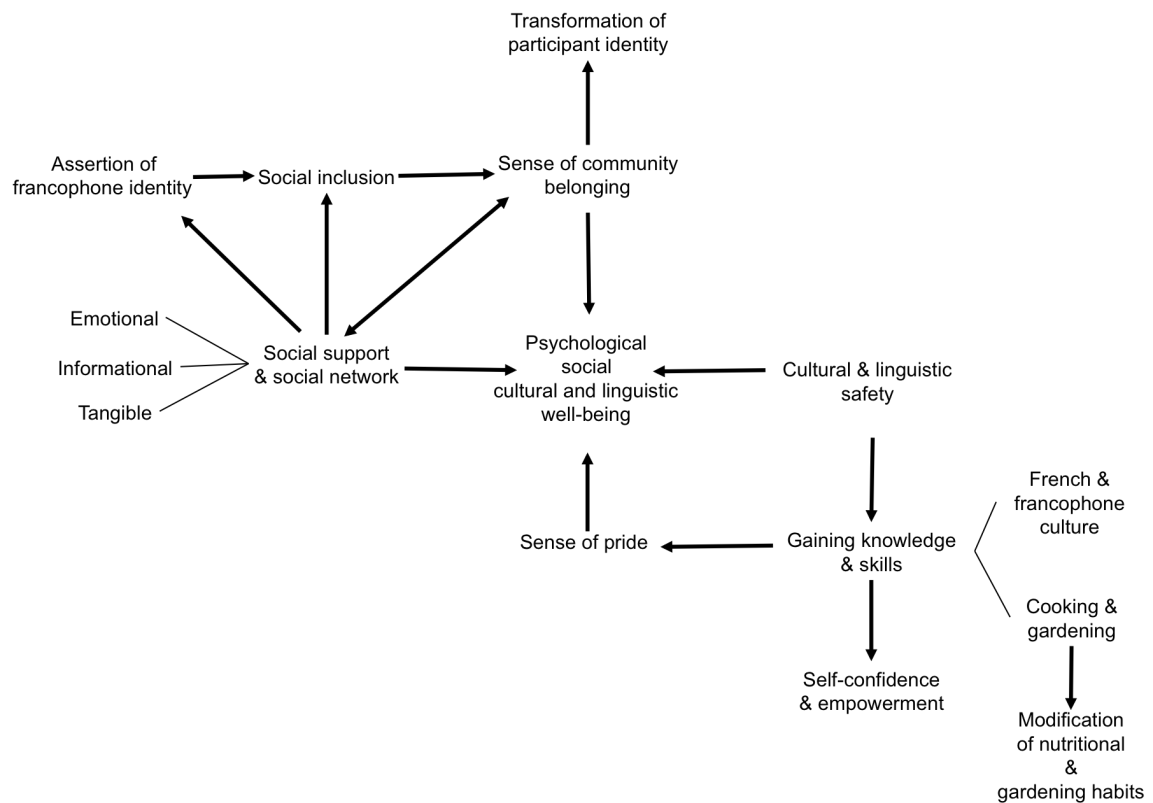 Transformation of
participant identity
Assertion of
francophone identity
Social inclusion
Sense of community
belonging
Emotional
Informational
Tangible
Social support
& social network
Psychological
social
cultural and linguistic
well-being
Cultural & linguistic
safety
Sense of pride
Gaining knowledge
& skills
French &
francophone
culture
Cooking &
gardening
Self-confidence
& empowerment
Modification
of nutritional
&
gardening habits